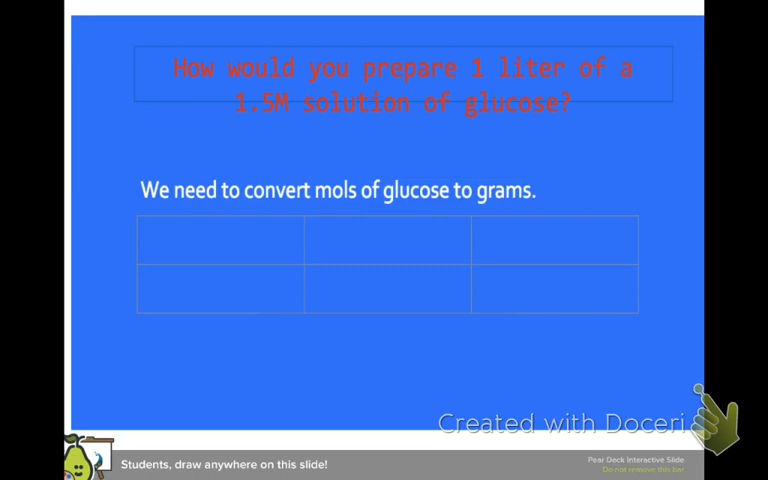 How would you prepare 1 liter of a
1.5M solution of glucose?
We need to convert mols of glucose to grams.
Created with Doceri
Students, draw anywhere on this slide!
Pear Deck Interactive Slide
Do not remove this bar